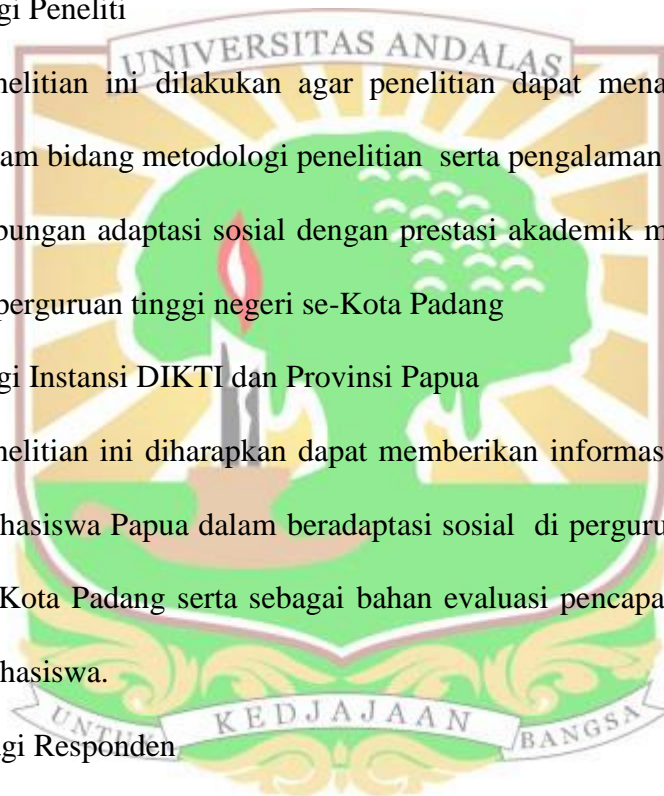 gi Peneliti
UNIVERSITAS ANDALAS
nelitian ini dilakukan agar penelitian dapat mena
am bidang metodologi penelitian serta pengalaman
bungan adaptasi sosial dengan prestasi akademik m
perguruan tinggi negeri se-Kota Padang
gi Instansi DIKTI dan Provinsi Papua
nelitian ini diharapkan dapat memberikan informas
hasiswa Papua dalam beradaptasi sosial di perguru
Kota Padang serta sebagai bahan evaluasi pencapa
hasiswa.
UNTUK KEDJAJAAN BANGSA
gi Responden